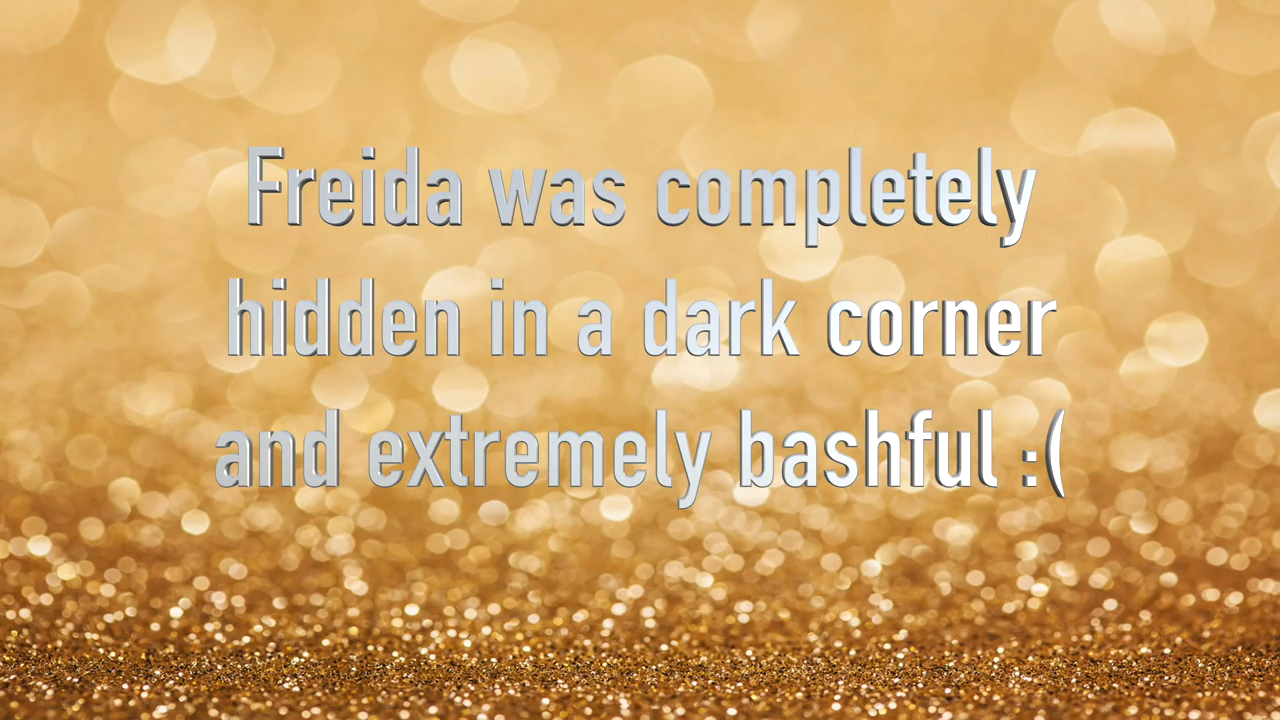 Freida was completely
hidden in a dark corner
and extremely bashful :(